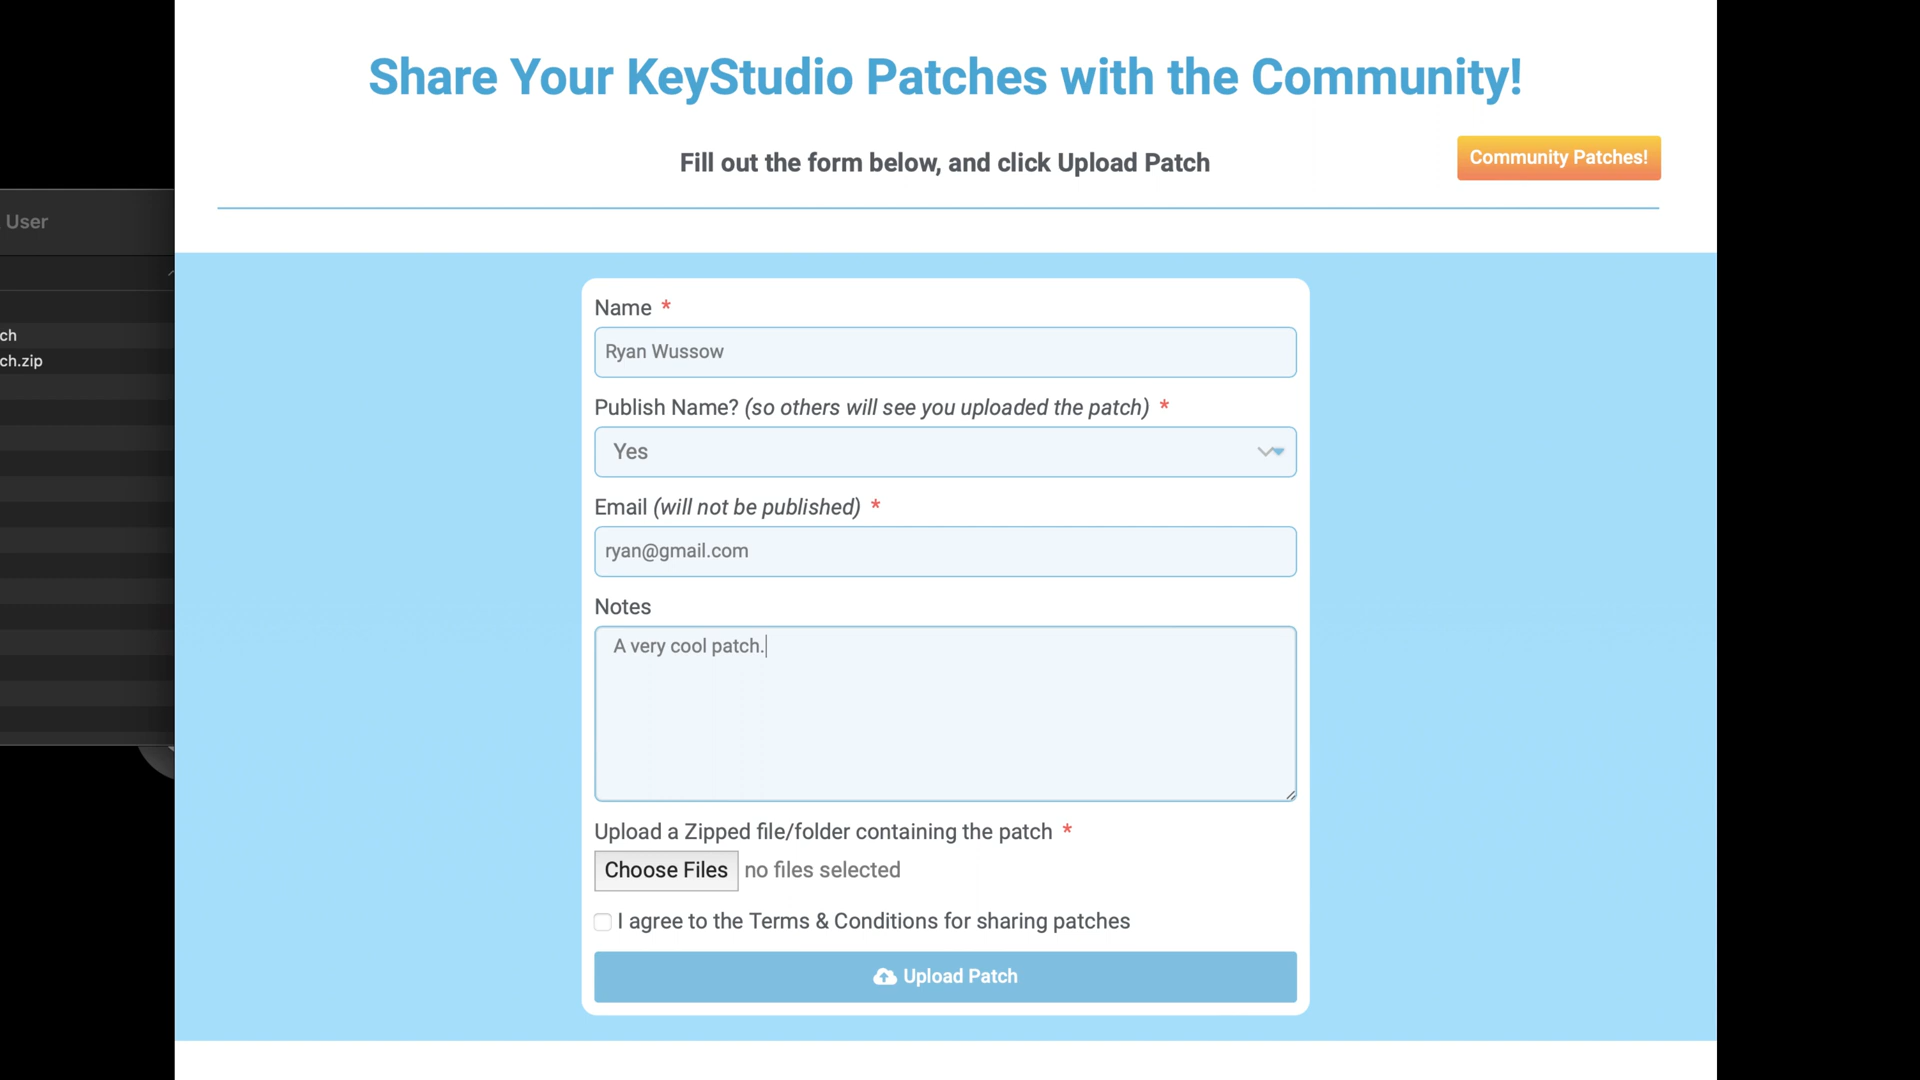 Share Your KeyStudio Patches with the Community!
Fill out the form below, and click Upload Patch
Community Patches!
User
ch
ch.zip
Name *
Ryan Wussow
Publish Name? (so others will see you uploaded the patch) *
Yes
Email (will not be published) *
ryan@gmail.com
Notes
A very cool patch.
Upload a Zipped file/folder containing the patch *
Choose Files no files selected
I agree to the Terms & Conditions for sharing patches
Upload Patch